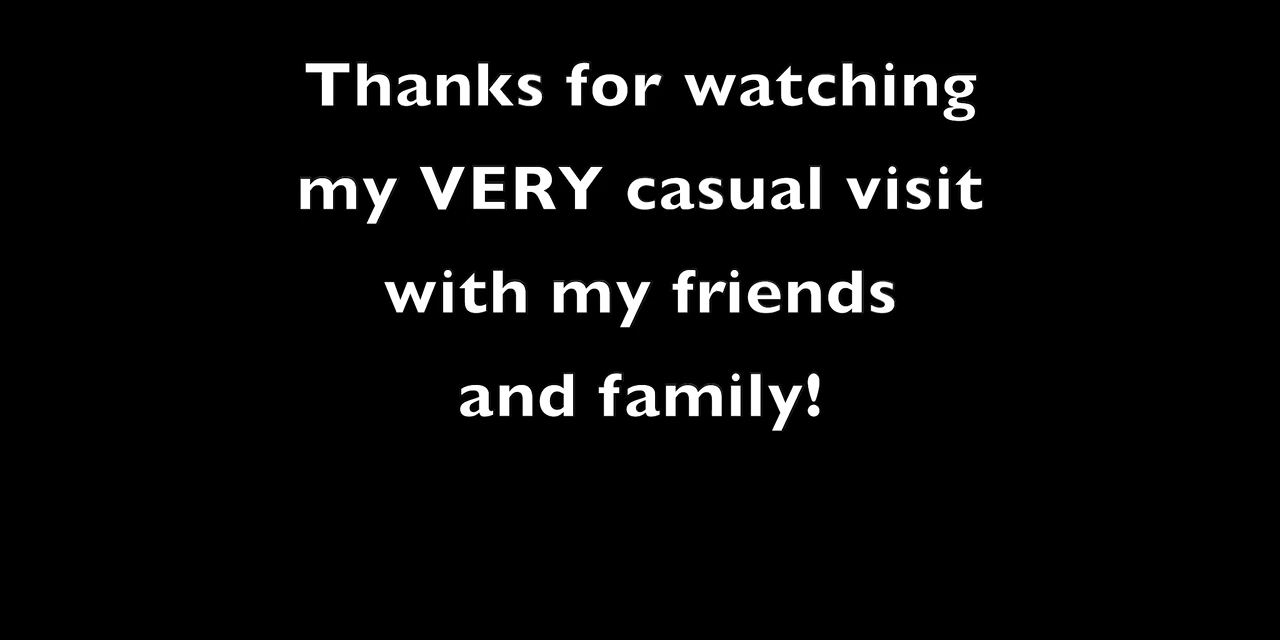 Thanks for watching
my VERY casual visit
with my friends
and family!